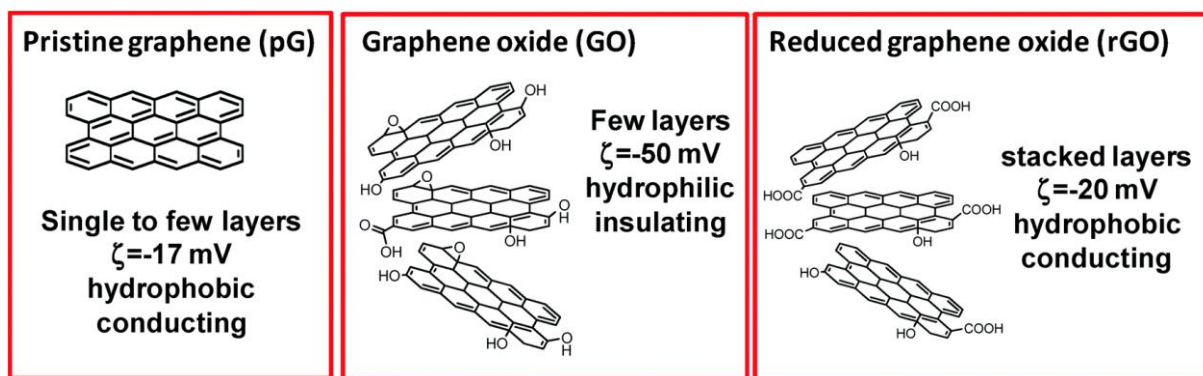 Pristine graphene (pG)
Single to few layers
ζ=-17 mV
hydrophobic
conducting
Graphene oxide (GO)
O
OH
OH
HO
O
O
H
O
OH
OH
O
HO
HO
O
H
Few layers
ζ=-50 mV
hydrophilic
insulating
Reduced graphene oxide (rGO)
COOH
OH
HOOC
COOH
HOOC
OH
HO
HO
COOH
stacked layers
ζ=-20 mV
hydrophobic
conducting